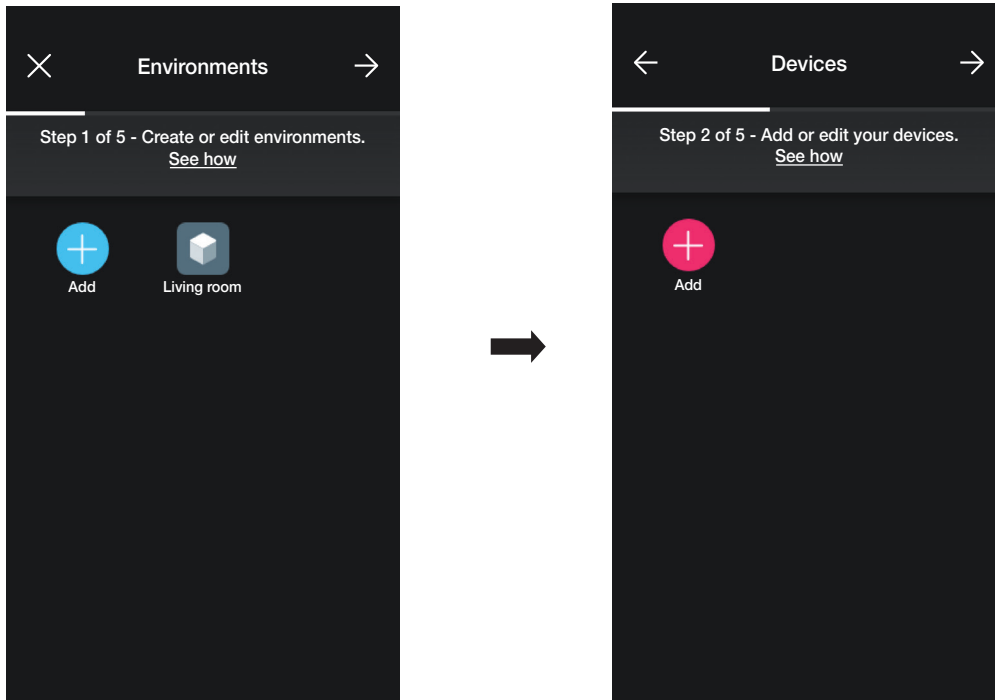 Environments
Step 1 of 5 - Create or edit environments.
See how
Add
Living room
Devices
Step 2 of 5 - Add or edit your devices.
See how
Add